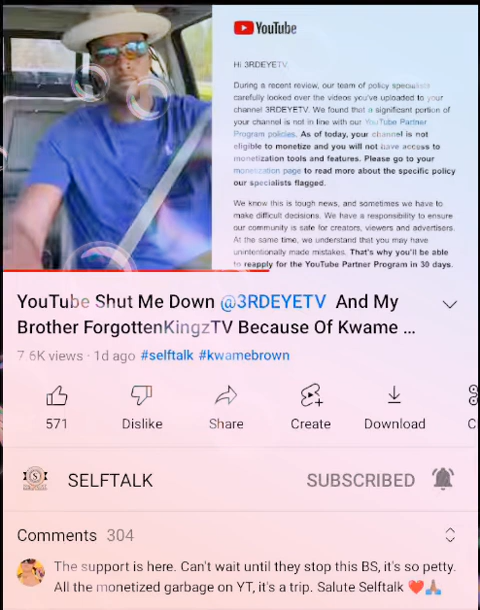 YouTube
Hi 3RDEYETV,
During a recent review, our team of policy specialists
carefully looked over the videos you've uploaded to your
channel 3RDEYETV. We found that a significant portion of
your channel is not in line with our YouTube Partner
Program policies. As of today, your channel is not
eligible to monetize and you will not have access to
monetization tools and features. Please go to your
monetization page to read more about the specific policy
our specialists flagged.
We know this is tough news, and sometimes we have to
make difficult decisions. We have a responsibility to ensure
our community is safe for creators, viewers and advertisers.
At the same time, we understand that you may have
unintentionally made mistakes. That's why you'll be able
to reapply for the YouTube Partner Program in 30 days.
YouTube Shut Me Down @3RDEYETV And My
Brother ForgottenKingzTV Because Of Kwame ...
7.6K views · 1d ago #selftalk #kwamebrown
571 Dislike Share Create Download C
SELFTALK SUBSCRIBED
Comments 304
The support is here. Can't wait until they stop this BS, it's so petty.
All the monetized garbage on YT, it's a trip. Salute Selftalk ❤️🙏🏽